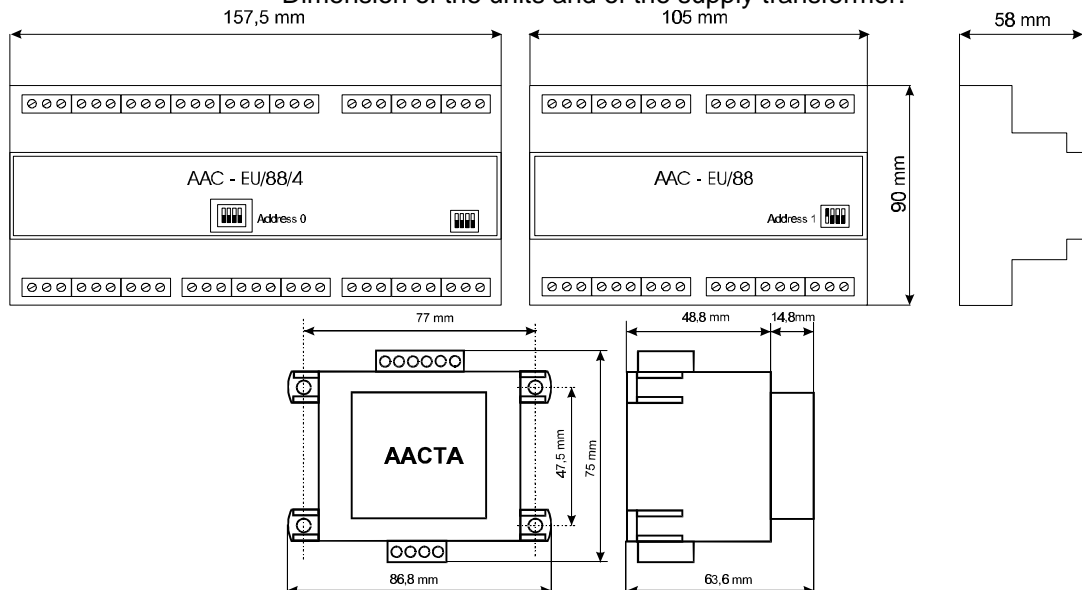 Dimension of the units and of the supply transformer:
157,5 mm
105 mm
58 mm
AAC - EU/88/4
Address 0
AAC - EU/88
Address 1
90 mm
77 mm
48,8 mm
14,8mm
AACTA
47,5 mm
75 mm
86,8 mm
63,6 mm